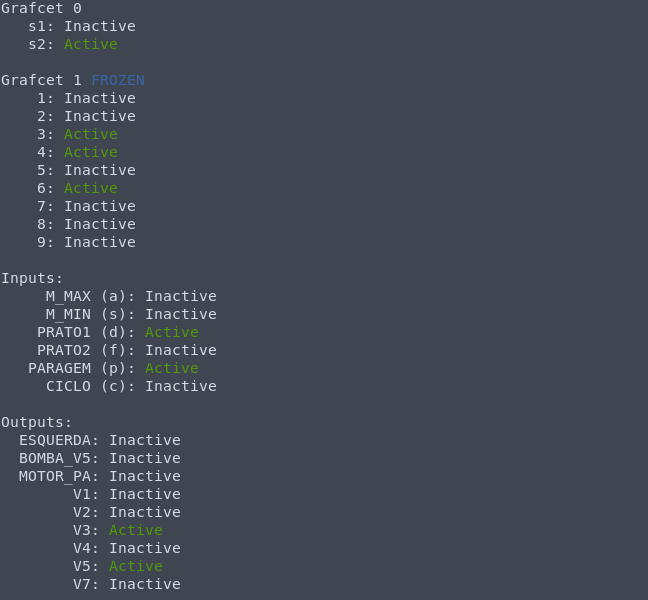 Grafcet 0
s1: Inactive
s2: Active
Grafcet 1 FROZEN
1: Inactive
2: Inactive
3: Active
4: Active
5: Inactive
6: Active
7: Inactive
8: Inactive
9: Inactive
Inputs:
M_MAX (a): Inactive
M_MIN (s): Inactive
PRATO1 (d): Active
PRATO2 (f): Inactive
PARAGEM (p): Active
CICLO (c): Inactive
Outputs:
ESQUERDA: Inactive
BOMBA_V5: Inactive
MOTOR_PA: Inactive
V1: Inactive
V2: Inactive
V3: Active
V4: Inactive
V5: Active
V7: Inactive